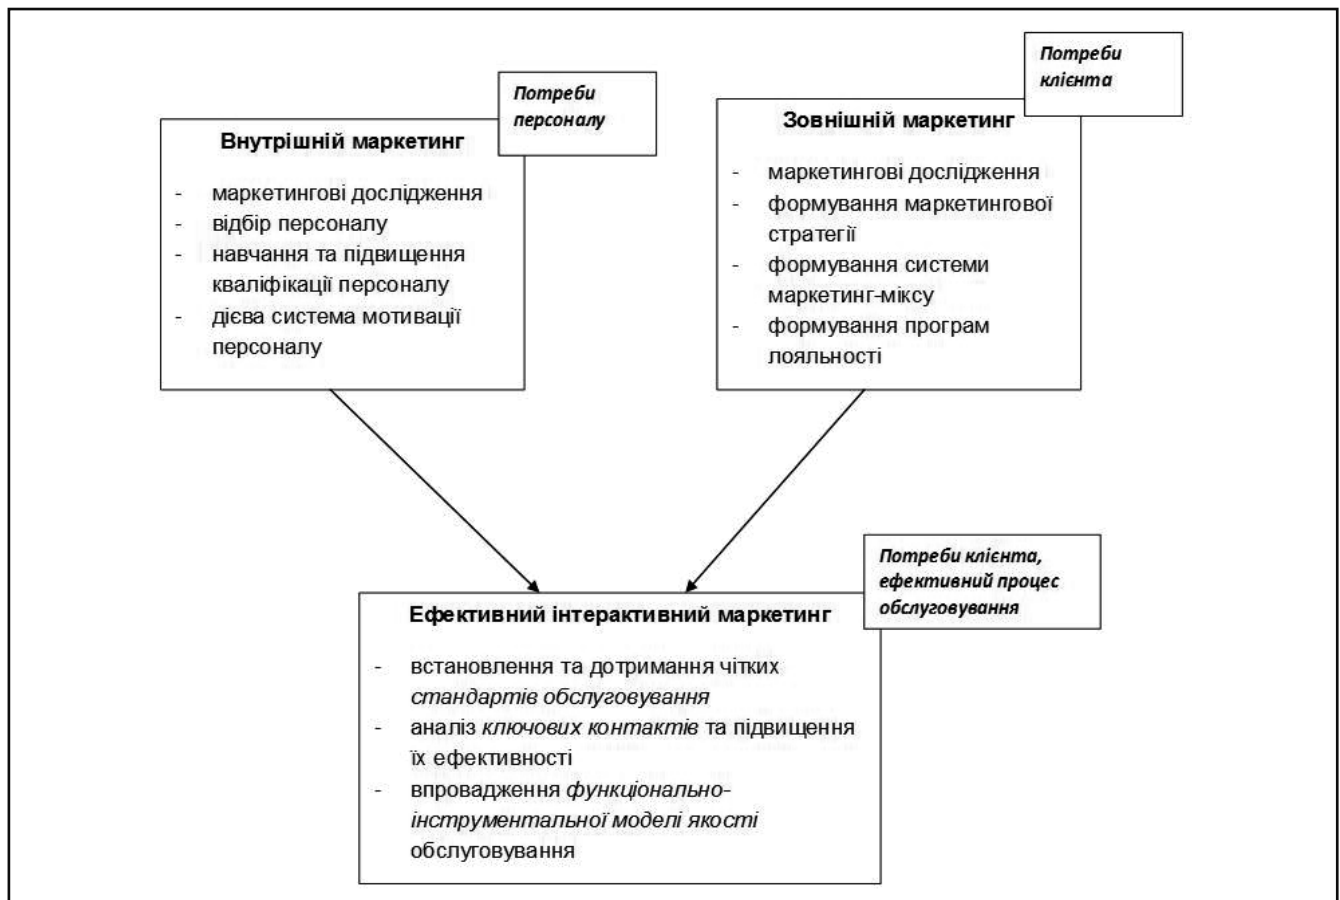 Потреби
персоналу
Внутрішній маркетинг
- маркетингові дослідження
- відбір персоналу
- навчання та підвищення
кваліфікації персоналу
- дієва система мотивації
персоналу
Потреби
клієнта
Зовнішній маркетинг
- маркетингові дослідження
- формування маркетингової
стратегії
- формування системи
маркетинг-міксу
- формування програм
лояльності
Потреби клієнта,
ефективний процес
обслуговування
Ефективний інтерактивний маркетинг
- встановлення та дотримання чітких
стандартів обслуговування
- аналіз ключових контактів та підвищення
їх ефективності
- впровадження функціонально-
інструментальної моделі якості
обслуговування